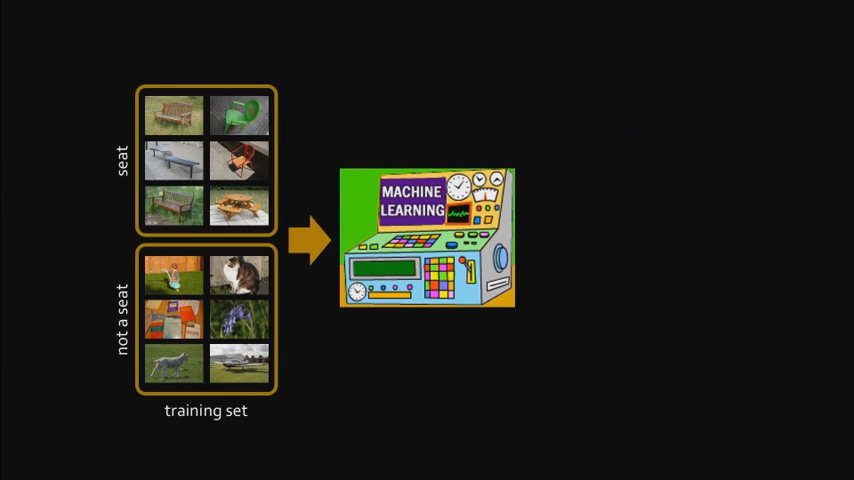 seat
not a seat
training set
MACHINE
LEARNING